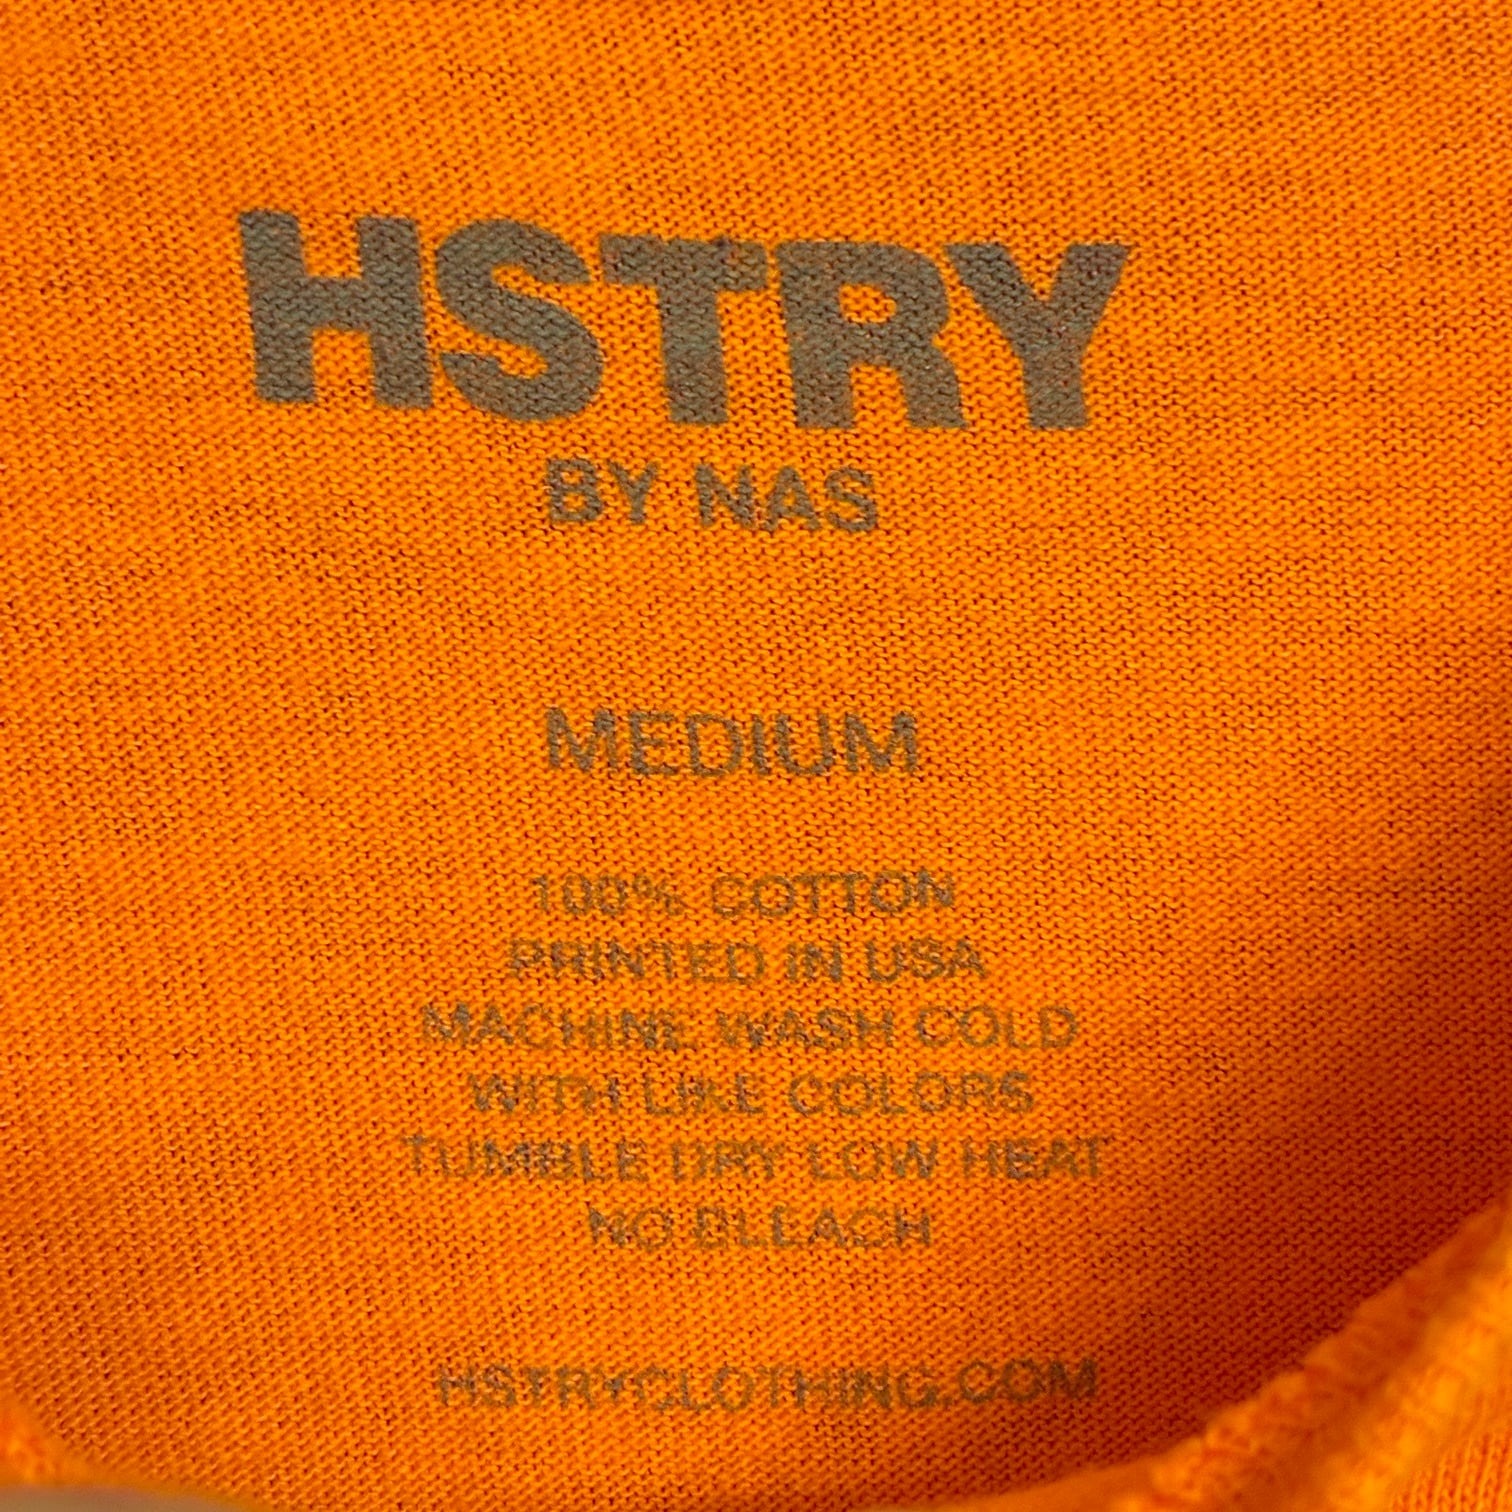 HSTRY
BY NAS
MEDIUM
100% COTTON
PRINTED IN USA
MACHINE WASH COLD
WITH LIKE COLORS
TUMBLE DRY LOW HEAT
NO BLEACH
HSTRYCLOTHING.COM